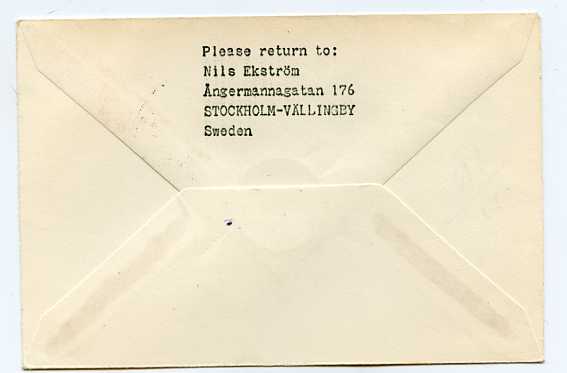 Please return to:
Nils Ekström
Ångermannagatan 176
STOCKHOLM-VÄLLINGBY
Sweden